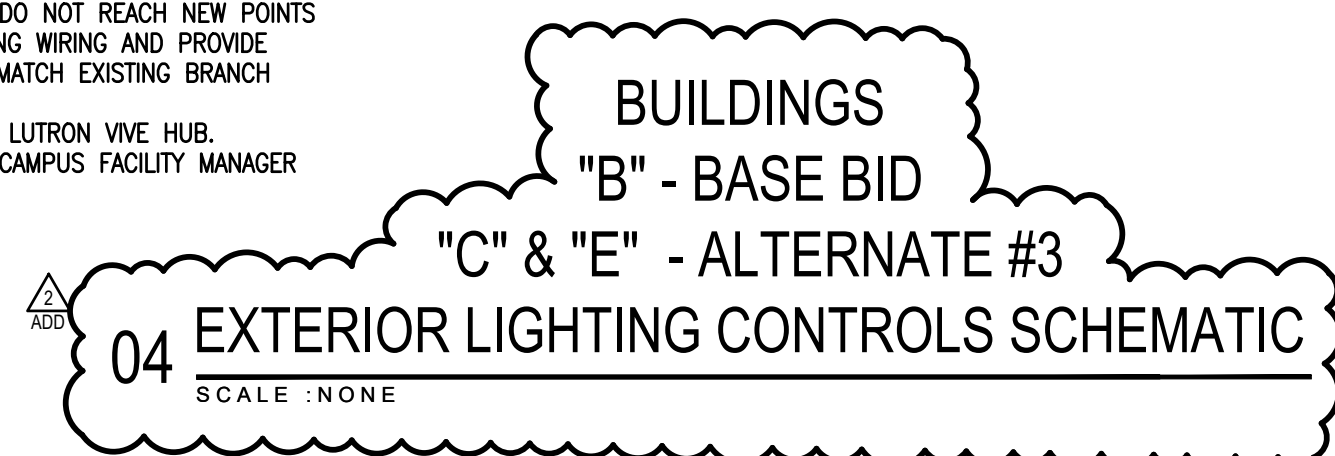 DO NOT REACH NEW POINTS
NG WIRING AND PROVIDE
MATCH EXISTING BRANCH
LUTRON VIVE HUB.
CAMPUS FACILITY MANAGER
BUILDINGS
"B" - BASE BID
"C" & "E" - ALTERNATE #3
2
ADD
04 EXTERIOR LIGHTING CONTROLS SCHEMATIC
SCALE :NONE